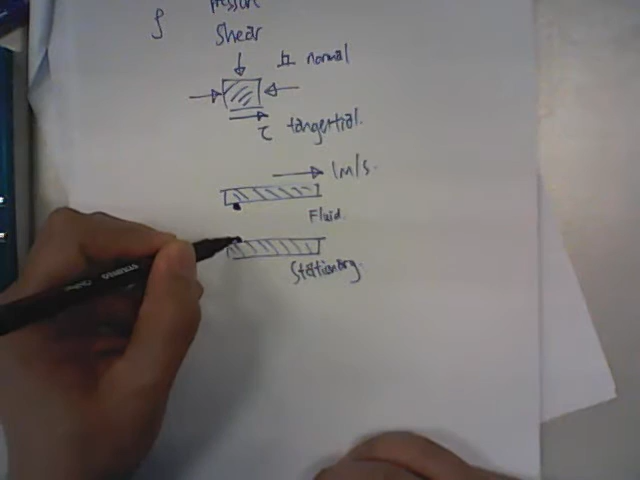 ρ
Shear
normal
τ tangential.
1m/s.
Fluid
Stationary.